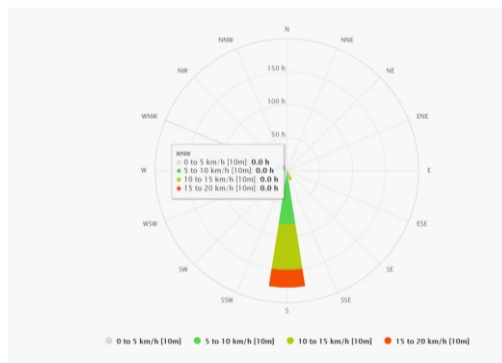 N
NNW
NNE
NW
150 h
NE
100 h
WNW
ENE
50 h
WNW
0 to 5 km/h [10m]: 0.0 h
5 to 10 km/h [10m]: 0.0 h
10 to 15 km/h [10m]: 0.0 h
15 to 20 km/h [10m]: 0.0 h
W
E
WSW
ESE
SW
SE
SSW
SSE
S
0 to 5 km/h [10m] 5 to 10 km/h [10m] 10 to 15 km/h [10m] 15 to 20 km/h [10m]